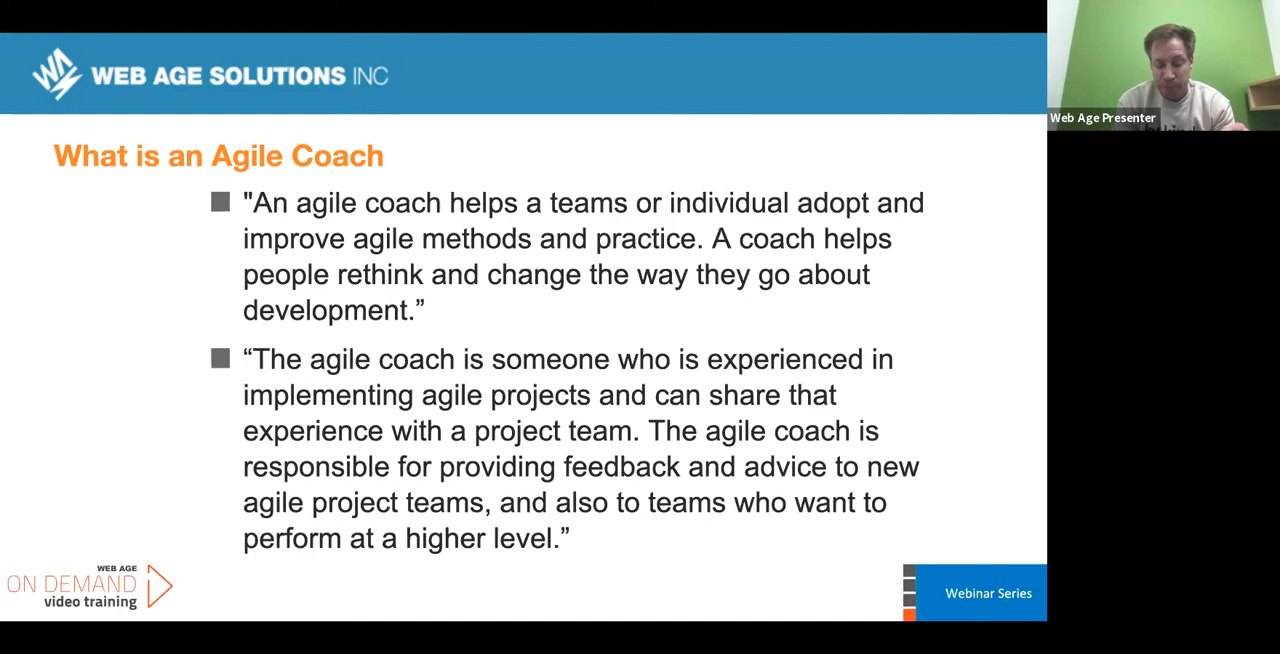 WEB AGE SOLUTIONS INC
Web Age Presenter
What is an Agile Coach
"An agile coach helps a teams or individual adopt and
improve agile methods and practice. A coach helps
people rethink and change the way they go about
development.”
“The agile coach is someone who is experienced in
implementing agile projects and can share that
experience with a project team. The agile coach is
responsible for providing feedback and advice to new
agile project teams, and also to teams who want to
perform at a higher level.”
WEB AGE
ON DEMAND
video training
Webinar Series